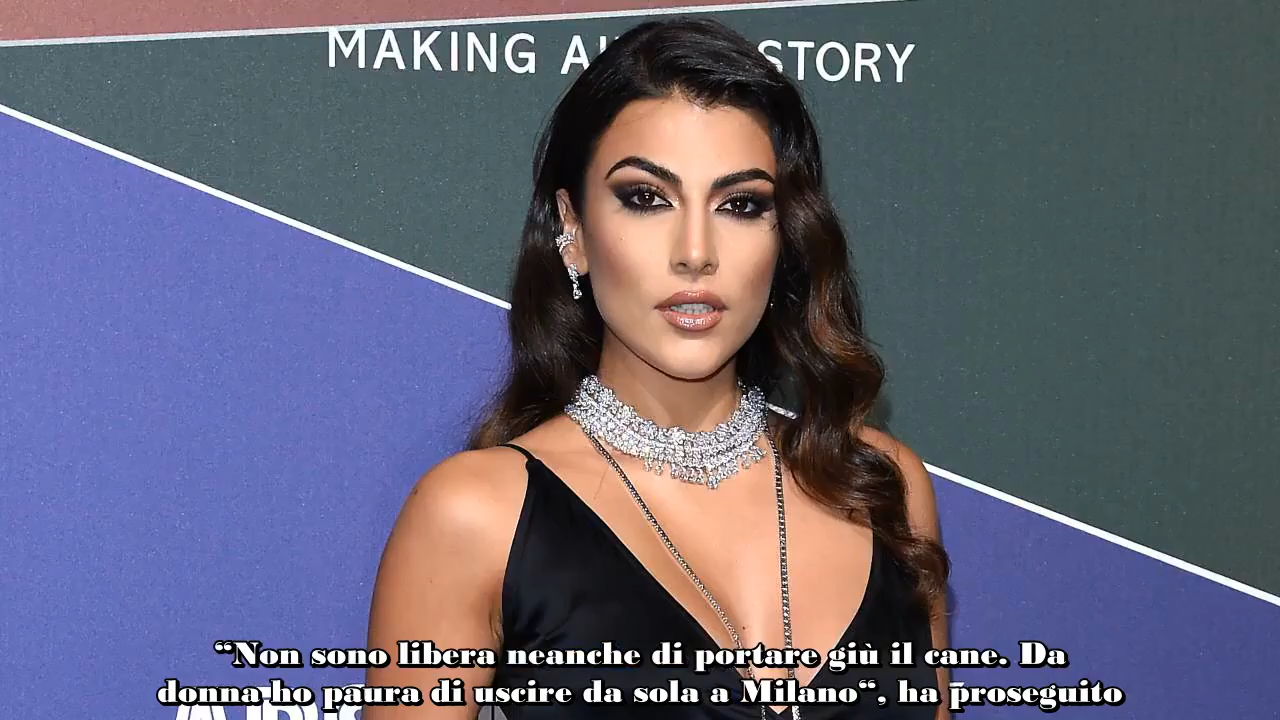 MAKING STORY
“Non sono libera neanche di portare giù il cane. Da
donna ho paura di uscire da sola a Milano“, ha proseguito